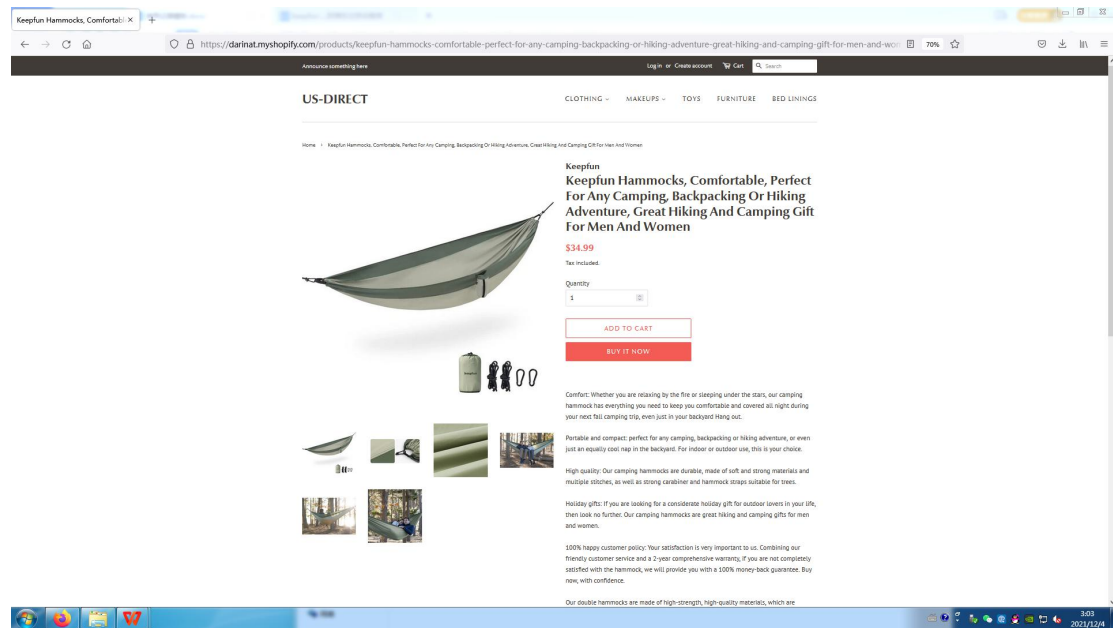 Keepfun Hammocks, Comfortabl
https://darinat.myshopify.com/products/keepfun-hammocks-comfortable-perfect-for-any-camping-backpacking-or-hiking-adventure-great-hiking-and-camping-gift-for-men-and-won
70%
Announce something here
Log in or Create account Cart Search
US-DIRECT
CLOTHING MAKEUPS TOYS FURNITURE BED LININGS
Home › Keepfun Hammocks, Comfortable, Perfect For Any Camping, Backpacking Or Hiking Adventure, Great Hiking And Camping Gift For Men And Women
Keepfun
Keepfun Hammocks, Comfortable, Perfect
For Any Camping, Backpacking Or Hiking
Adventure, Great Hiking And Camping Gift
For Men And Women
$34.99
Tax included.
Quantity
1
ADD TO CART
BUY IT NOW
Keepfun
Comfort: Whether you are relaxing by the fire or sleeping under the stars, our camping
hammock has everything you need to keep you comfortable and covered all night during
your next fall camping trip, even just in your backyard Hang out.
Portable and compact: perfect for any camping, backpacking or hiking adventure, or even
just an equally cool nap in the backyard. For indoor or outdoor use, this is your choice.
High quality: Our camping hammocks are durable, made of soft and strong materials and
multiple stitches, as well as strong carabiner and hammock straps suitable for trees.
Holiday gifts: If you are looking for a considerate holiday gift for outdoor lovers in your life,
then look no further. Our camping hammocks are great hiking and camping gifts for men
and women.
100% happy customer policy: Your satisfaction is very important to us. Combining our
friendly customer service and a 2-year comprehensive warranty, if you are not completely
satisfied with the hammock, we will provide you with a 100% money-back guarantee. Buy
now, with confidence.
Our double hammocks are made of high-strength, high-quality materials, which are
3:03
2021/12/4